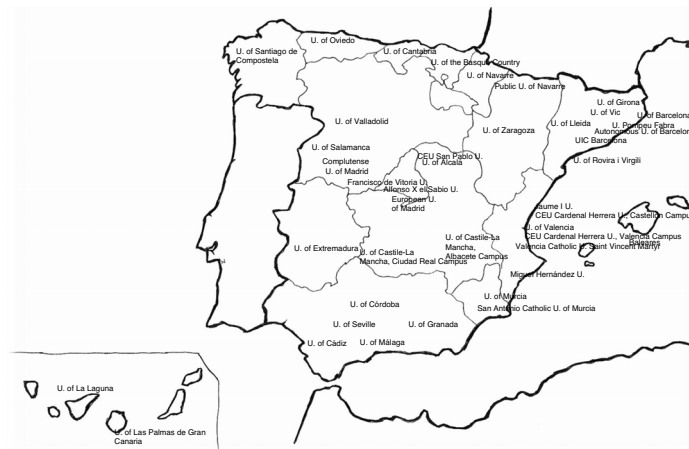 U. of Oviedo
U. of Santiago de
Compostela
U. of Cantabria
U. of the Basque Country
U. of Navarre
Public U. of Navarre
U. of Girona
U. of Vic
U. of Barcelona
U. of Lleida
U. Pompeu Fabra
Autonomous U. of Barcelon
U. of Valladolid
U. of Zaragoza
UIC Barcelona
U. of Salamanca
CEU San Pablo U.
U. of Alcalá
Complutense
U. of Madrid
U. of Rovira i Virgili
Francisco de Vitoria U.
Alfonso X el Sabio U.
European U.
of Madrid
Jaume I U.
CEU Cardenal Herrera U., Castellón Campu
U. of Valencia
CEU Cardenal Herrera U., Valencia Campus
Baleares
Valencia Catholic U. Saint Vincent Martyr
U. of Extremadura
U. of Castile-La
Mancha, Ciudad Real Campus
U. of Castile-La
Mancha,
Albacete Campus
Miguel Hernández U.
U. of Murcia
San Antonio Catholic U. of Murcia
U. of Córdoba
U. of Seville
U. of Granada
U. of Cádiz
U. of Málaga
U. of La Laguna
U. of Las Palmas de Gran
Canaria